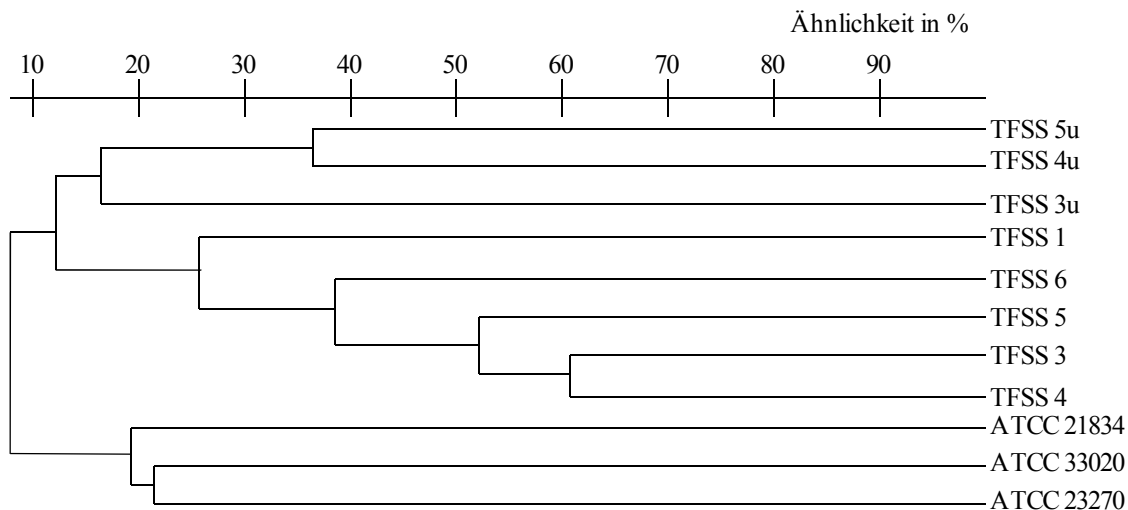 Ähnlichkeit in %
10 20 30 40 50 60 70 80 90
TFSS 5u
TFSS 4u
TFSS 3u
TFSS 1
TFSS 6
TFSS 5
TFSS 3
TFSS 4
ATCC 21834
ATCC 33020
ATCC 23270